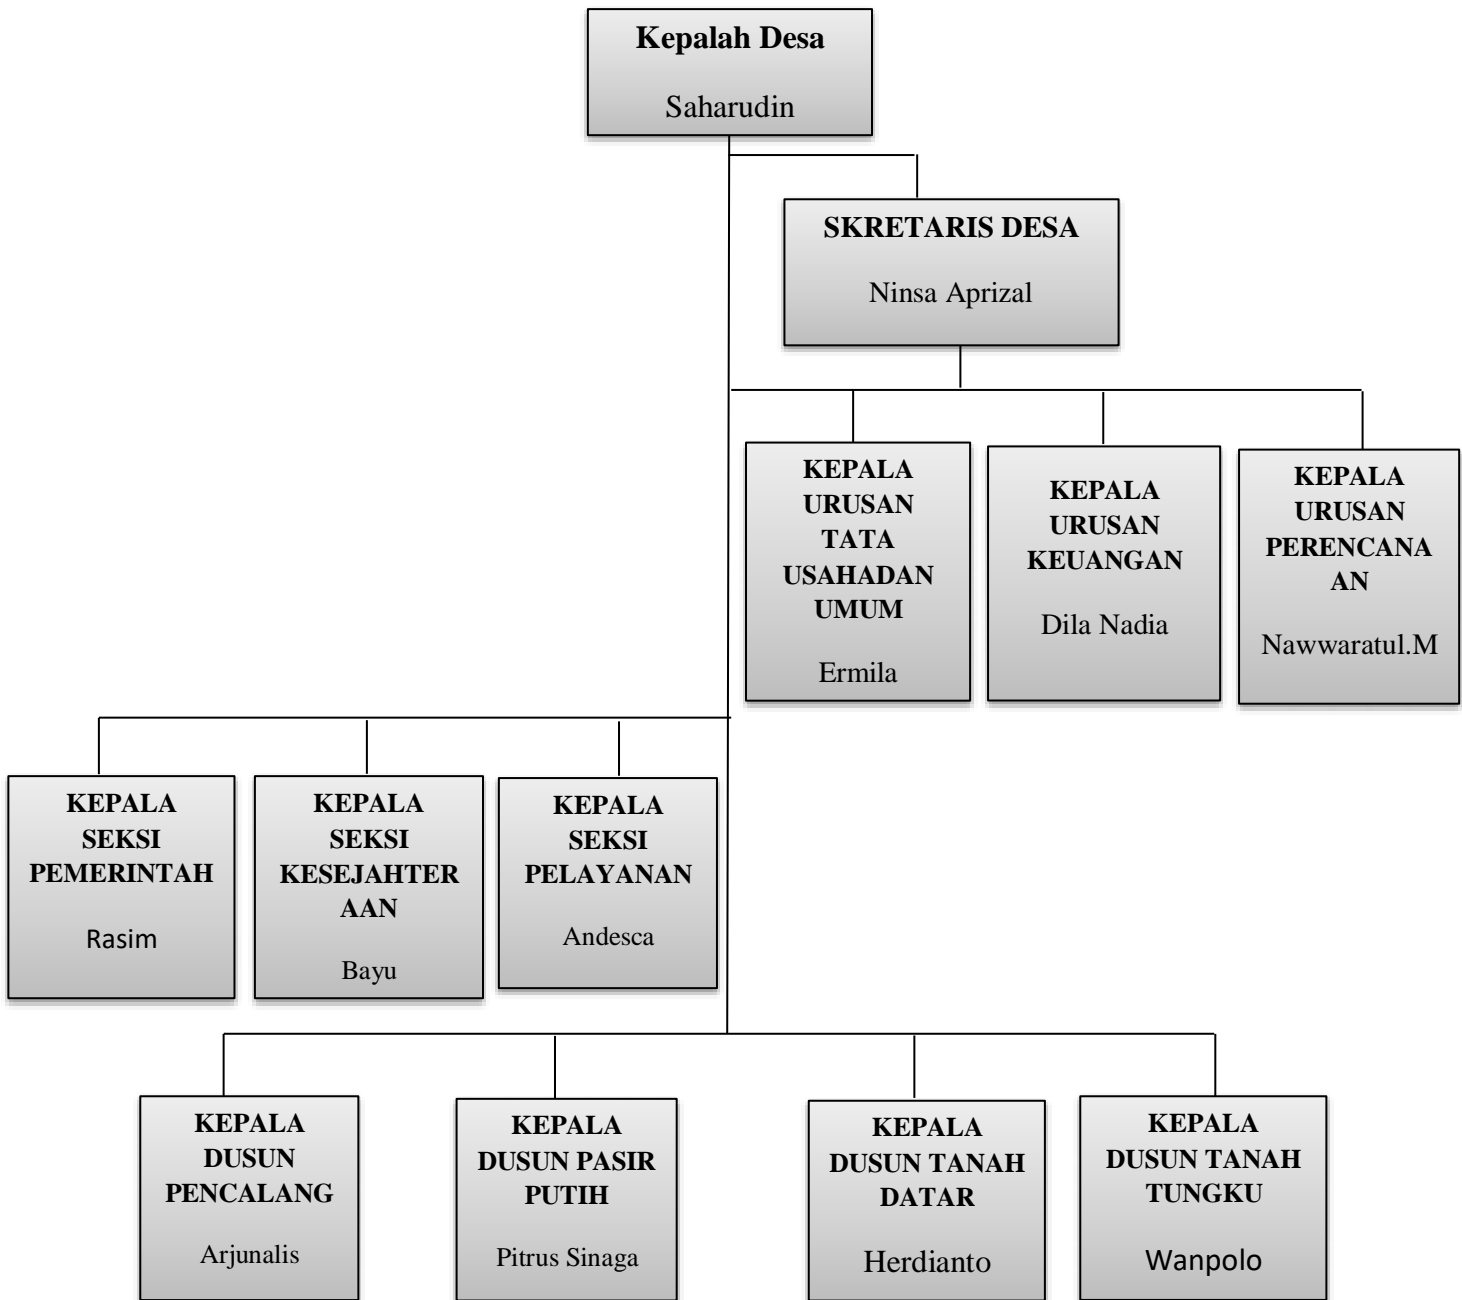 Kepalah Desa
Saharudin
SKRETARIS DESA
Ninsa Aprizal
KEPALA
URUSAN
TATA
USAHADAN
UMUM
Ermila
KEPALA
URUSAN
KEUANGAN
Dila Nadia
KEPALA
URUSAN
PERENCANA
AN
Nawwaratul.M
KEPALA
SEKSI
PEMERINTAH
Rasim
KEPALA
SEKSI
KESEJAHTER
AAN
Bayu
KEPALA
SEKSI
PELAYANAN
Andesca
KEPALA
DUSUN
PENCALANG
Arjunalis
KEPALA
DUSUN PASIR
PUTIH
Pitrus Sinaga
KEPALA
DUSUN TANAH
DATAR
Herdianto
KEPALA
DUSUN TANAH
TUNGKU
Wanpolo